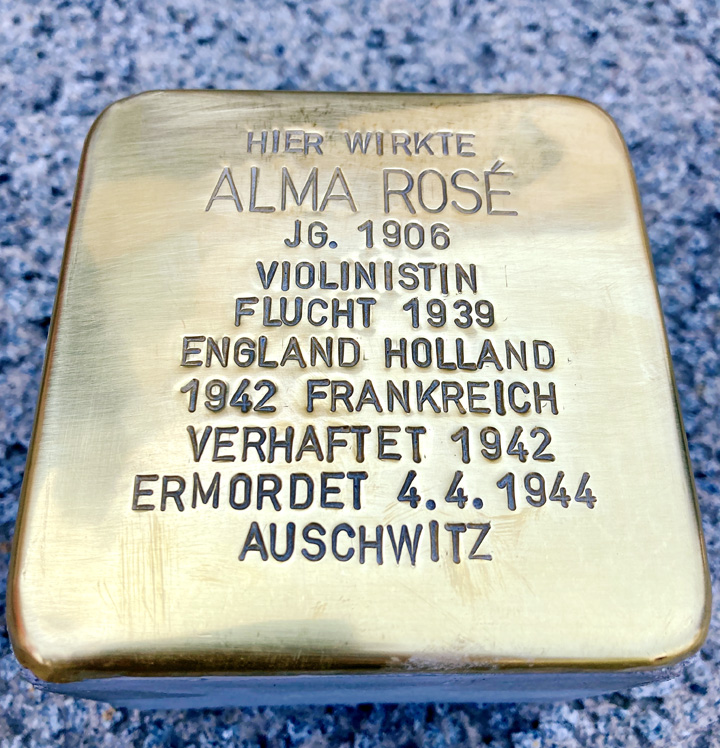 HIER WIRKTE
ALMA ROSÉ
JG. 1906
VIOLINISTIN
FLUCHT 1939
ENGLAND HOLLAND
1942 FRANKREICH
VERHAFTET 1942
ERMORDET 4.4.1944
AUSCHWITZ